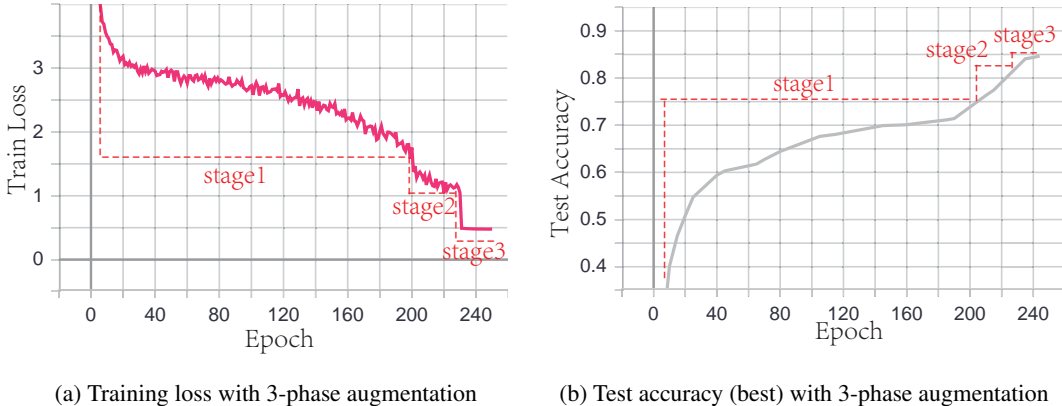 Train Loss
3
2
1
0
stage1
stage2
stage3
0 40 80 120 160 200 240
Epoch
(a) Training loss with 3-phase augmentation
Test Accuracy
0.9
0.8
0.7
0.6
0.5
0.4
stage3
stage2
stage1
0 40 80 120 160 200 240
Epoch
(b) Test accuracy (best) with 3-phase augmentation